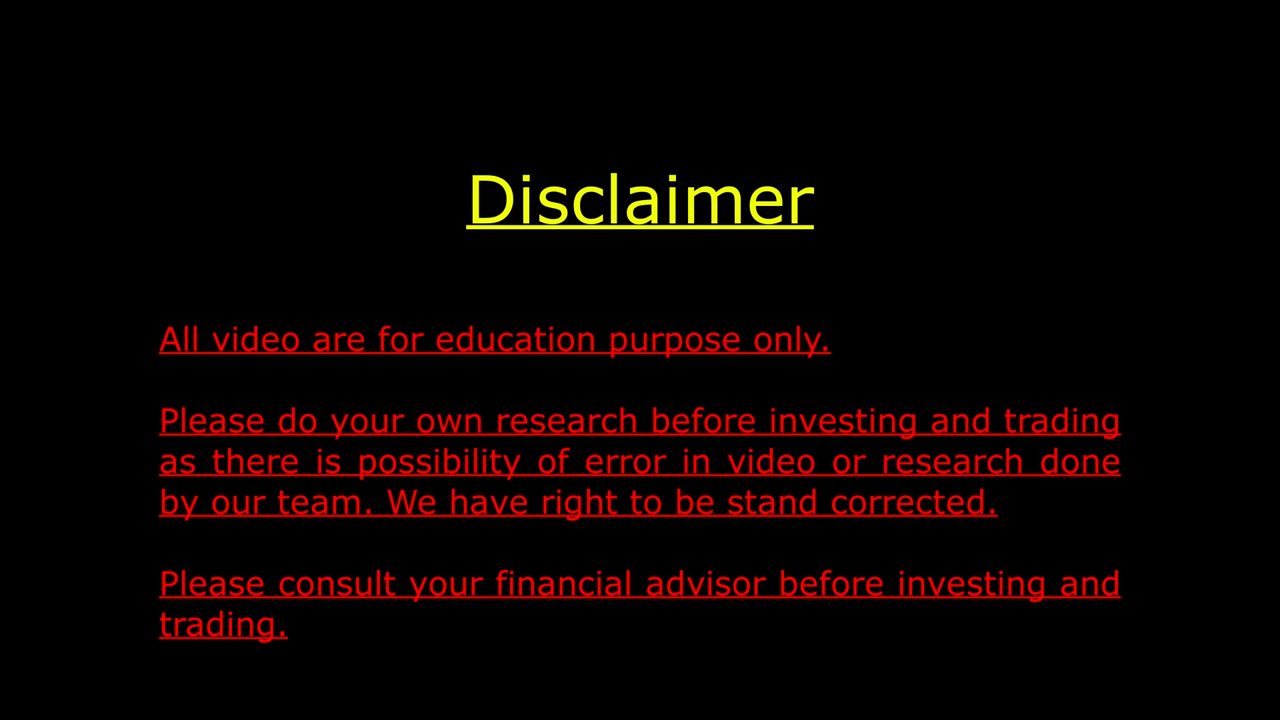 Disclaimer
All video are for education purpose only.
Please do your own research before investing and trading
as there is possibility of error in video or research done
by our team. We have right to be stand corrected.
Please consult your financial advisor before investing and
trading.